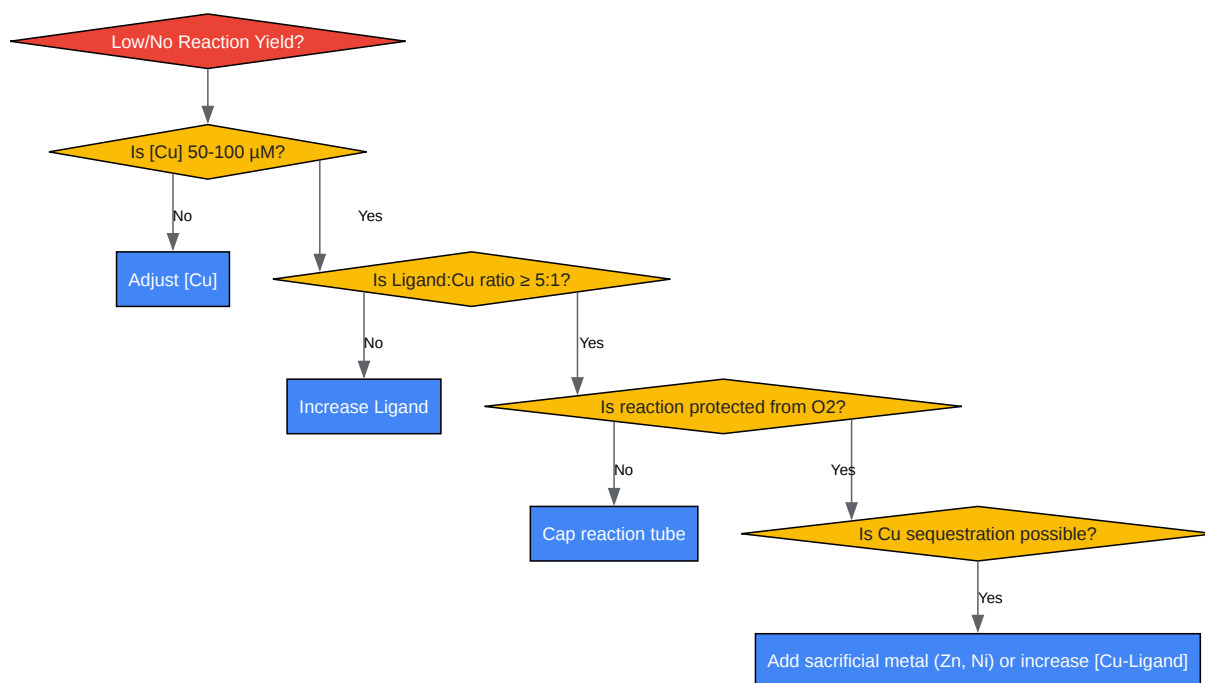 Low/No Reaction Yield?
Is [Cu] 50-100 µM?
No
Yes
Adjust [Cu]
Is Ligand:Cu ratio ≥ 5:1?
No
Yes
Increase Ligand
Is reaction protected from O2?
No
Yes
Cap reaction tube
Is Cu sequestration possible?
Yes
Add sacrificial metal (Zn, Ni) or increase [Cu-Ligand]